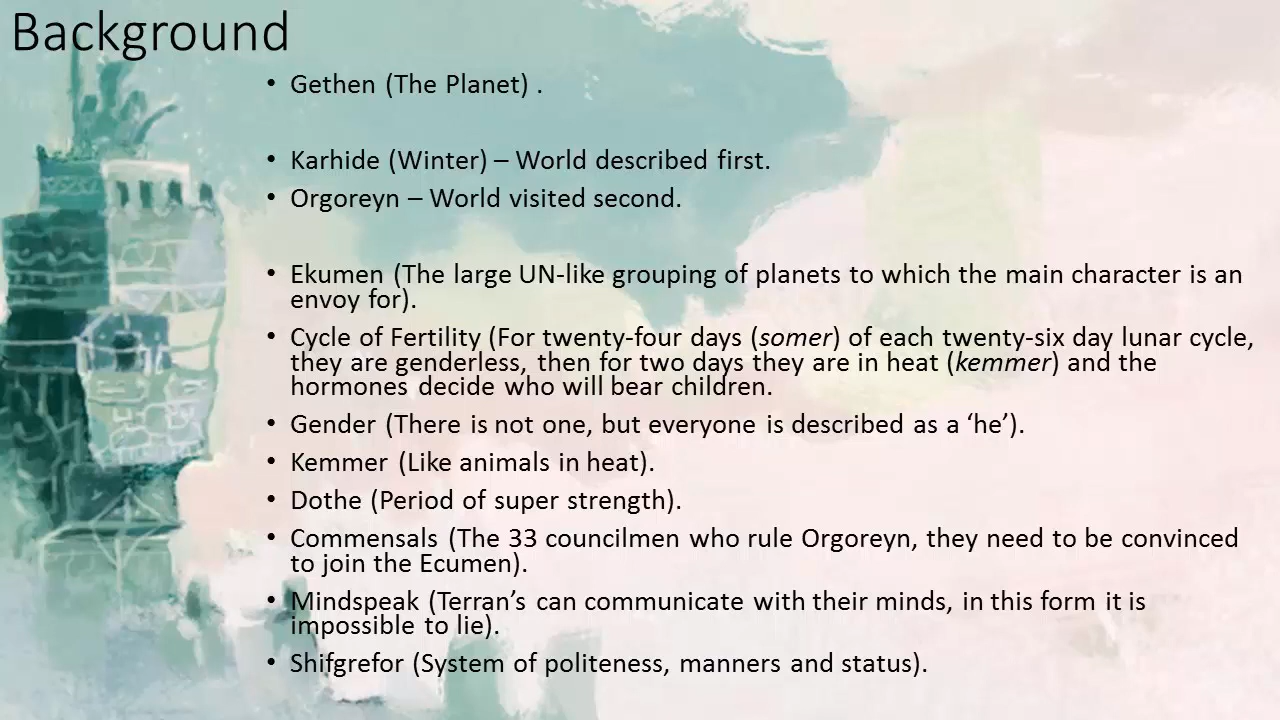 Background
• Gethen (The Planet) .
• Karhide (Winter) – World described first.
• Orgoreyn – World visited second.
• Ekumen (The large UN-like grouping of planets to which the main character is an
envoy for).
• Cycle of Fertility (For twenty-four days (somer) of each twenty-six day lunar cycle,
they are genderless, then for two days they are in heat (kemmer) and the
hormones decide who will bear children.
• Gender (There is not one, but everyone is described as a ‘he’).
• Kemmer (Like animals in heat).
• Dothe (Period of super strength).
• Commensals (The 33 councilmen who rule Orgoreyn, they need to be convinced
to join the Ecumen).
• Mindspeak (Terran’s can communicate with their minds, in this form it is
impossible to lie).
• Shifgrefor (System of politeness, manners and status).